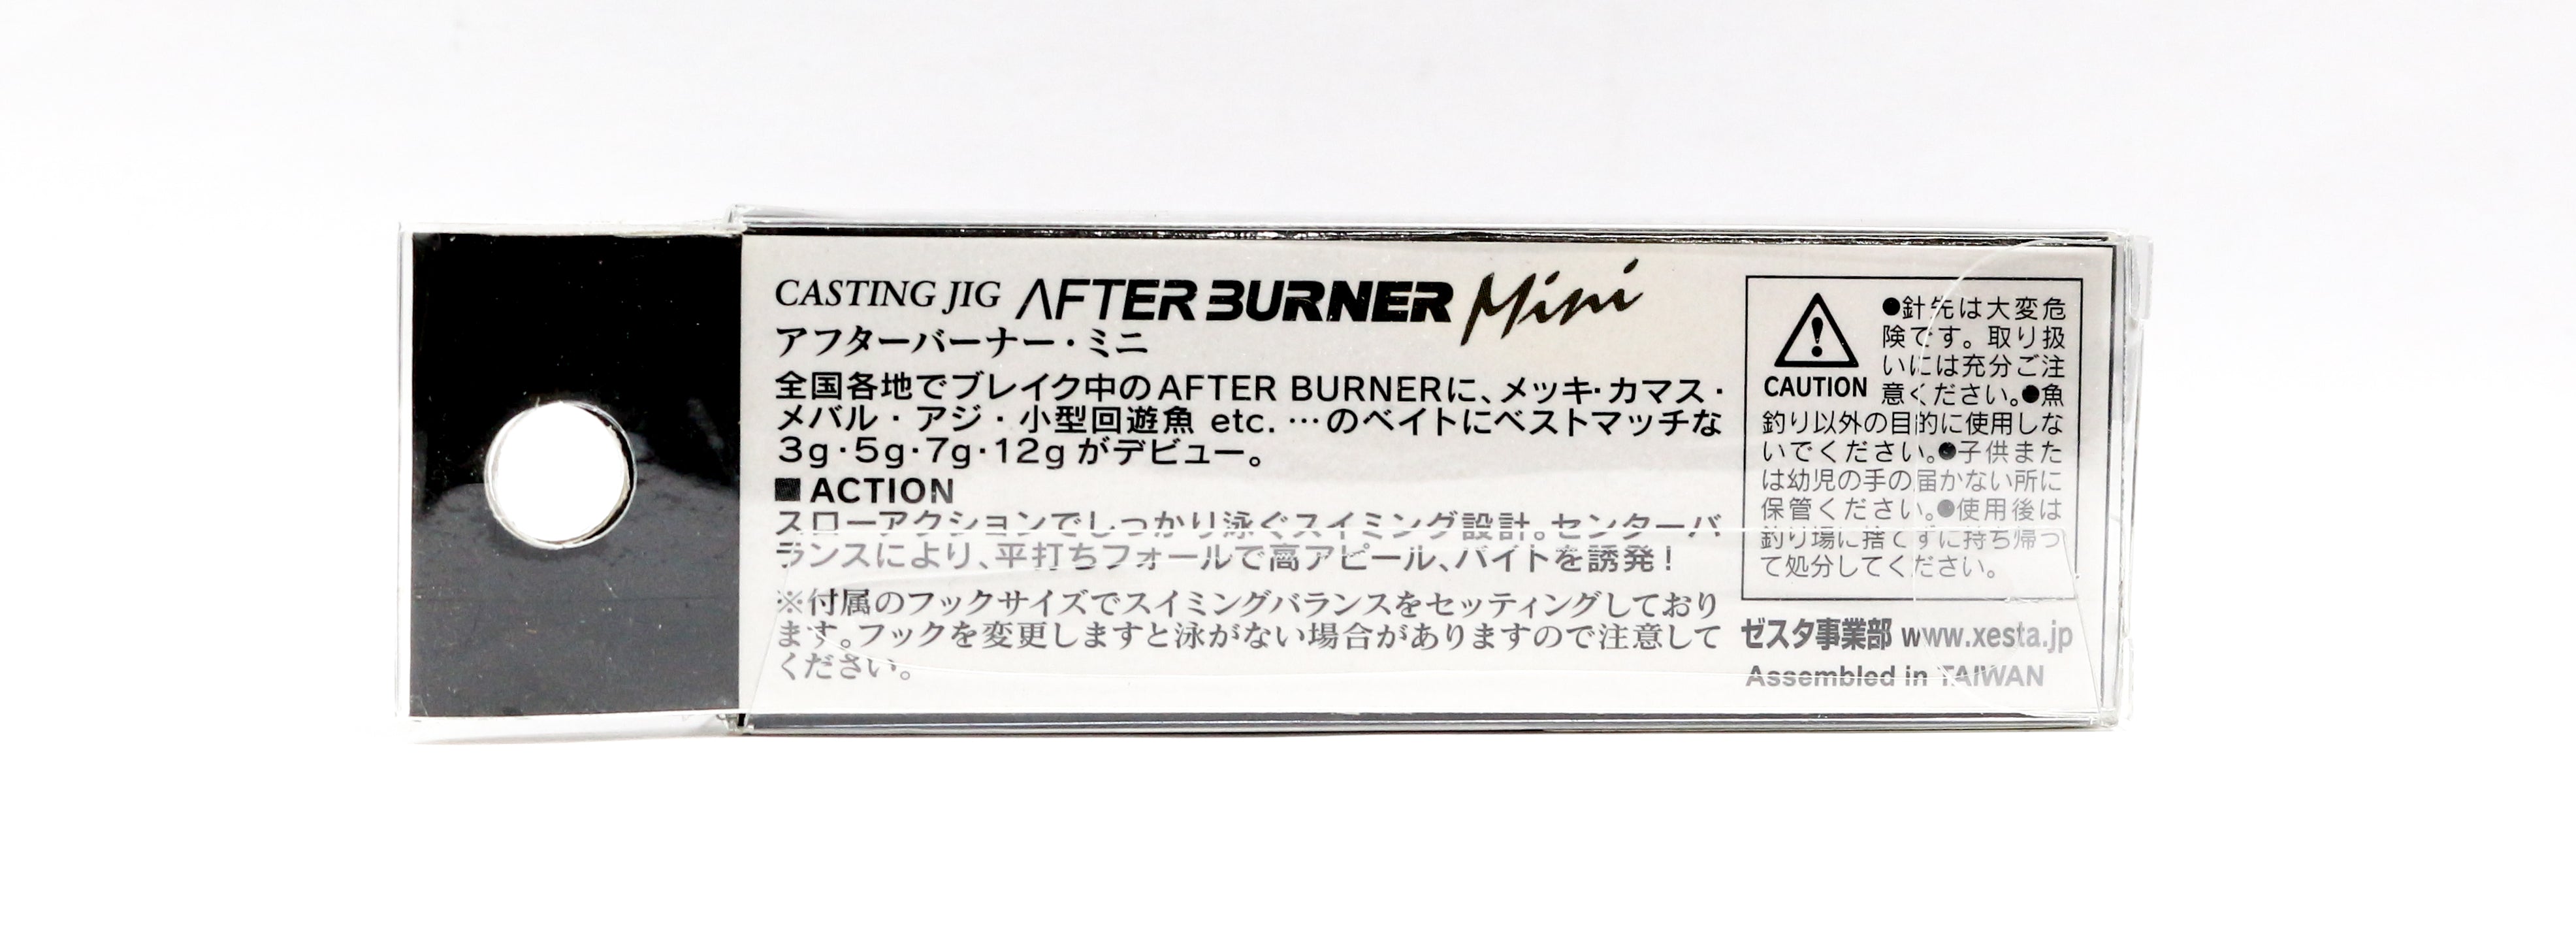 CASTING JIG AFTER BURNER Mini
アフターバーナー・ミニ
全国各地でブレイク中のAFTER BURNERに、メッキ・カマス・
メバル・アジ・小型回遊魚 etc. …のベイトにベストマッチな
3g・5g・7g・12g がデビュー。
■ACTION
スローアクションでしっかり泳ぐスイミング設計。センターバ
ランスにより、平打ちフォールで高アピール、バイトを誘発！
※付属のフックサイズでスイミングバランスをセッティングしており
ます。フックを変更しますと泳がない場合がありますので注意して
ください。
CAUTION
●針先は大変危
険です。取り扱
いには充分ご注
意ください。●魚
釣り以外の目的に使用しな
いでください。●子供また
は幼児の手の届かない所に
保管ください。●使用後は
釣り場に捨てずに持ち帰っ
て処分してください。
ゼスタ事業部 www.xesta.jp
Assembled in TAIWAN